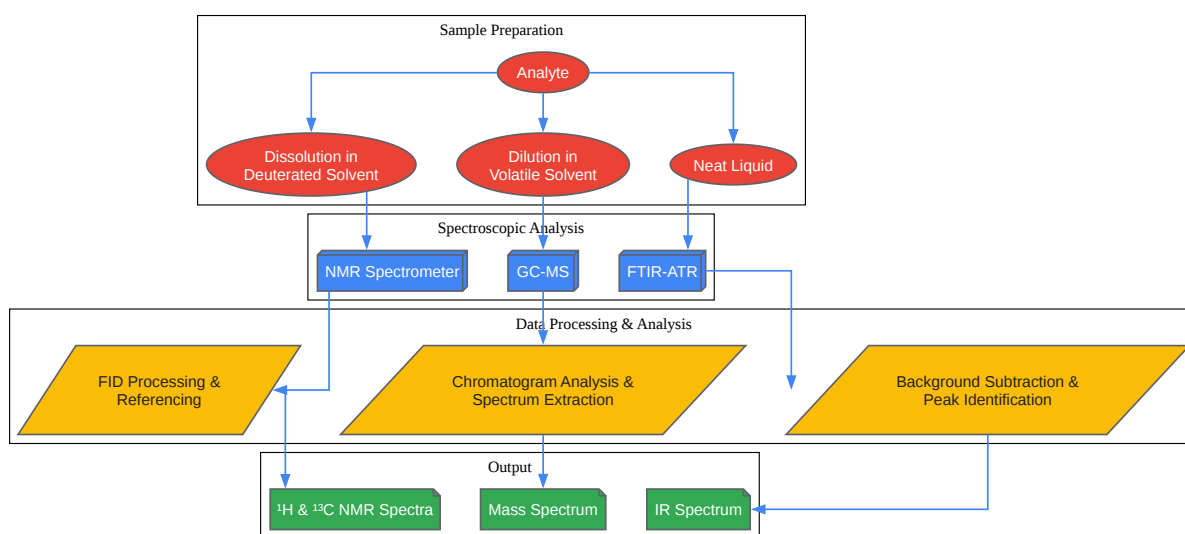 Sample Preparation
Analyte
Dissolution in
Deuterated Solvent
Dilution in
Volatile Solvent
Neat Liquid
Spectroscopic Analysis
NMR Spectrometer
GC-MS
FTIR-ATR
Data Processing & Analysis
FID Processing &
Referencing
Chromatogram Analysis &
Spectrum Extraction
Background Subtraction &
Peak Identification
Output
¹H & ¹³C NMR Spectra
Mass Spectrum
IR Spectrum